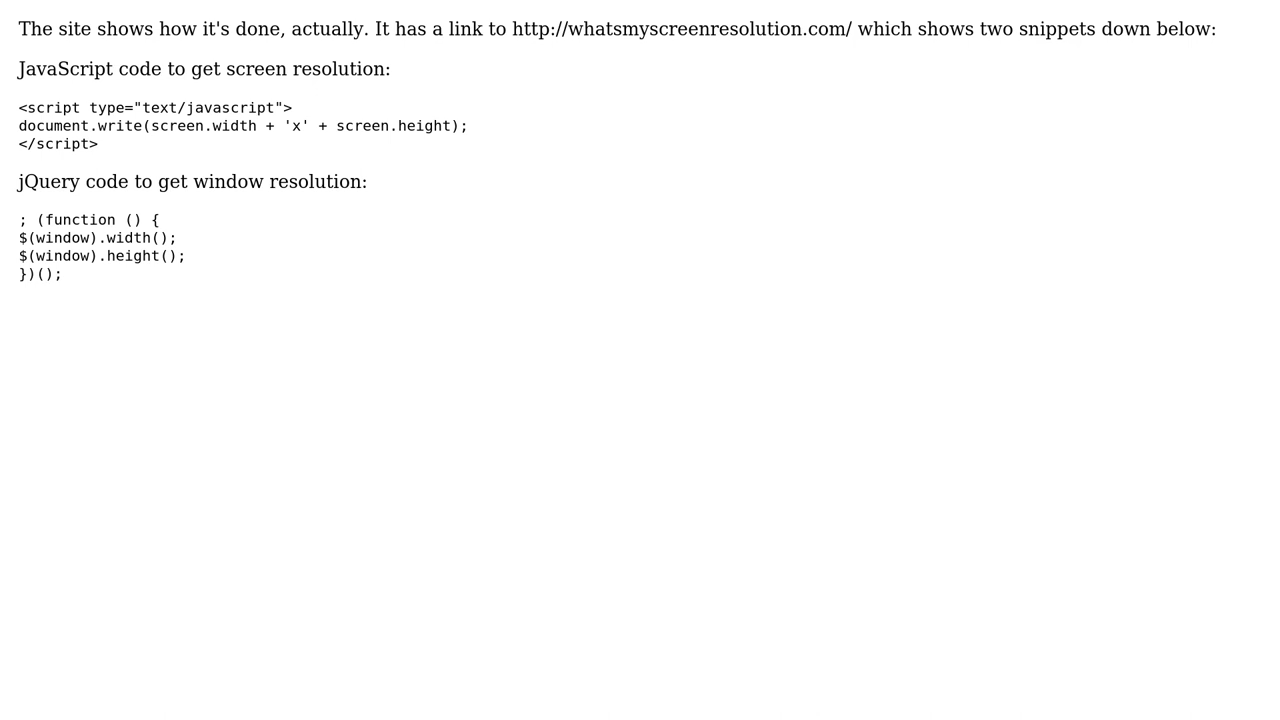 The site shows how it's done, actually. It has a link to http://whatsmyscreenresolution.com/ which shows two snippets down below:
JavaScript code to get screen resolution:
<script type="text/javascript">
document.write(screen.width + 'x' + screen.height);
</script>
jQuery code to get window resolution:
; (function () {
$(window).width();
$(window).height();
})();